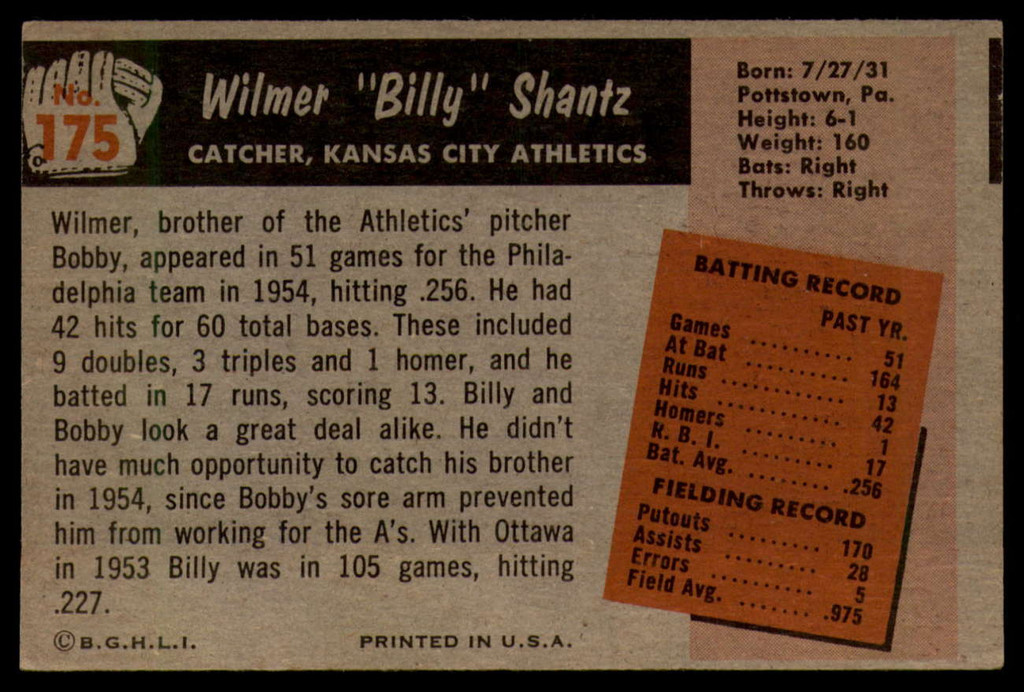 No.
175
Wilmer "Billy" Shantz
CATCHER, KANSAS CITY ATHLETICS
Born: 7/27/31
Pottstown, Pa.
Height: 6-1
Weight: 160
Bats: Right
Throws: Right
Wilmer, brother of the Athletics' pitcher
Bobby, appeared in 51 games for the Phila-
delphia team in 1954, hitting .256. He had
42 hits for 60 total bases. These included
9 doubles, 3 triples and 1 homer, and he
batted in 17 runs, scoring 13. Billy and
Bobby look a great deal alike. He didn't
have much opportunity to catch his brother
in 1954, since Bobby's sore arm prevented
him from working for the A's. With Ottawa
in 1953 Billy was in 105 games, hitting
.227.
BATTING RECORD
PAST YR.
Games .......... 51
At Bat .......... 164
Runs .......... 13
Hits .......... 42
Homers .......... 1
R. B. I. .......... 17
Bat. Avg. .......... .256
FIELDING RECORD
Putouts .......... 170
Assists .......... 28
Errors .......... 5
Field Avg. ....... .975
© B.G.H.L.I.
PRINTED IN U.S.A.